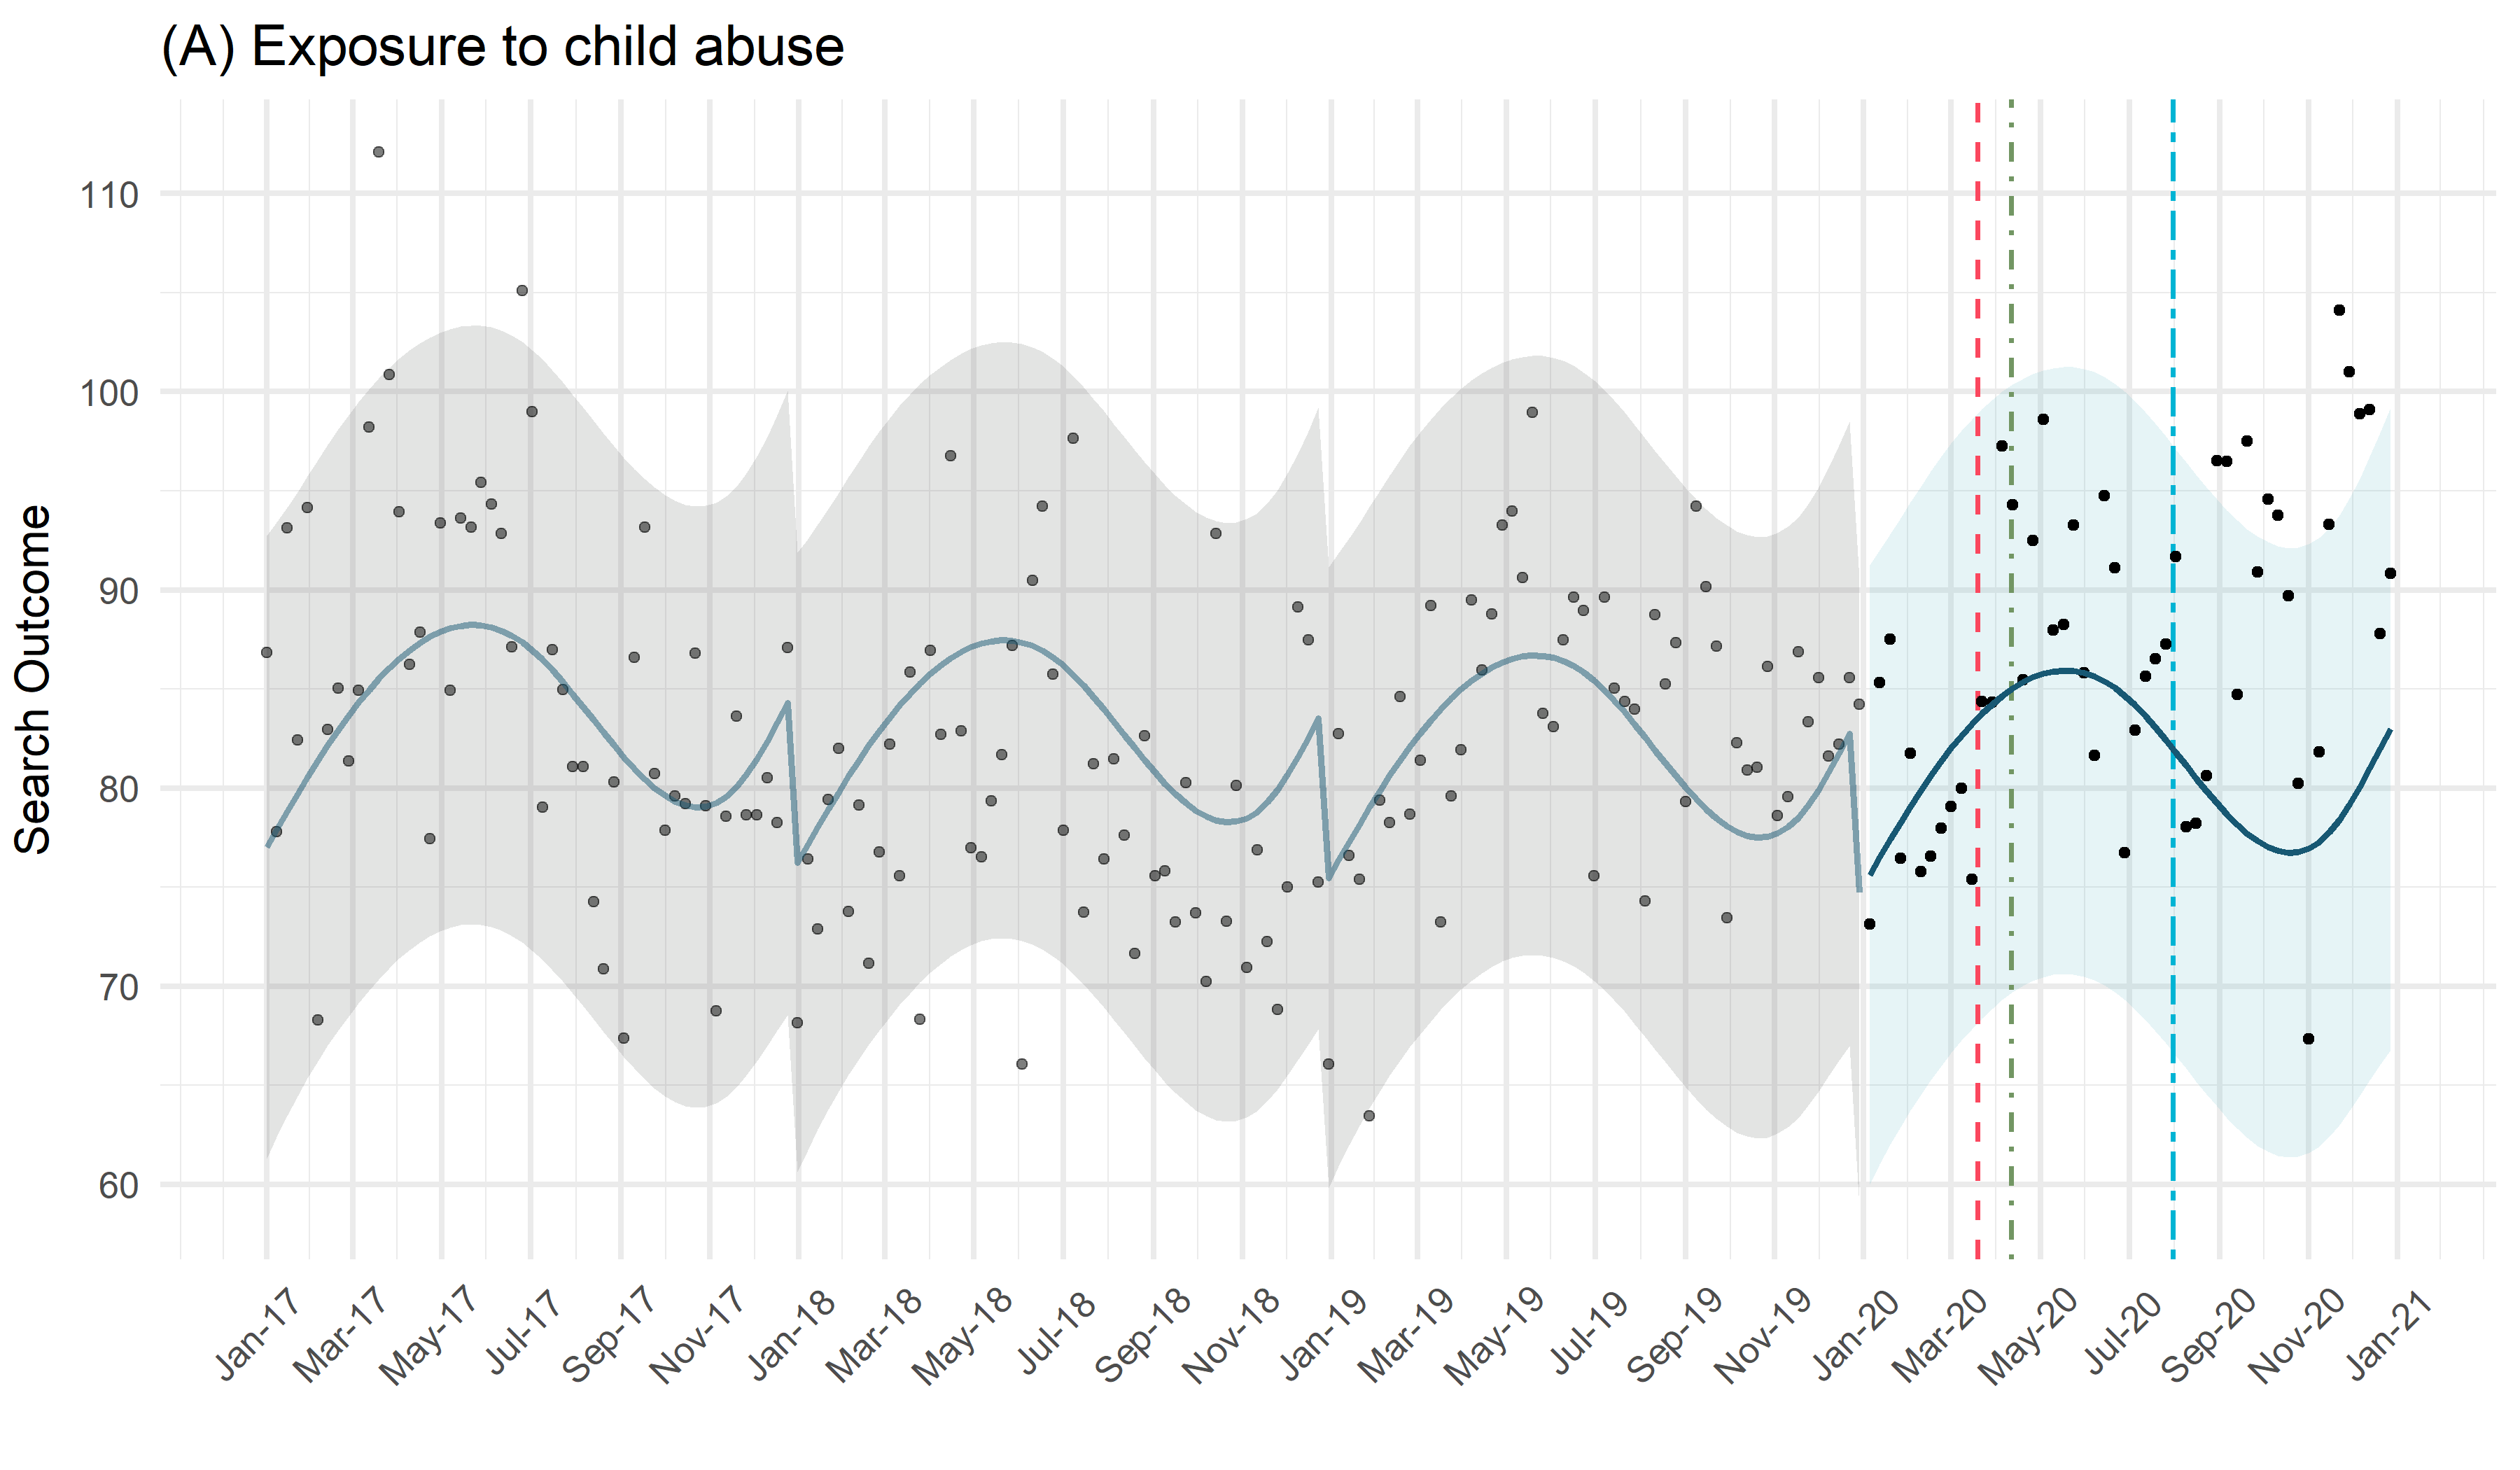 (A) Exposure to child abuse
Search Outcome
110
100
90
80
70
60
Jan-17
Mar-17
May-17
Jul-17
Sep-17
Nov-17
Jan-18
Mar-18
May-18
Jul-18
Sep-18
Nov-18
Jan-19
Mar-19
May-19
Jul-19
Sep-19
Nov-19
Jan-20
Mar-20
May-20
Jul-20
Sep-20
Nov-20
Jan-21